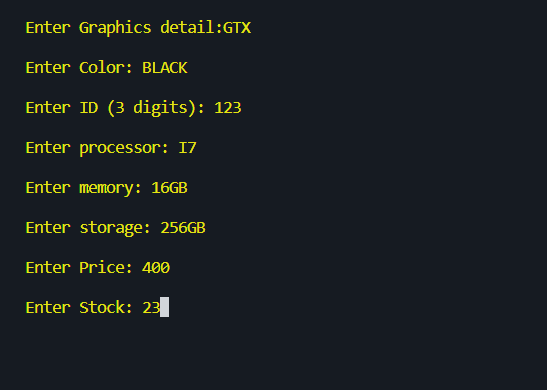 Enter Graphics detail:GTX
Enter Color: BLACK
Enter ID (3 digits): 123
Enter processor: I7
Enter memory: 16GB
Enter storage: 256GB
Enter Price: 400
Enter Stock: 23